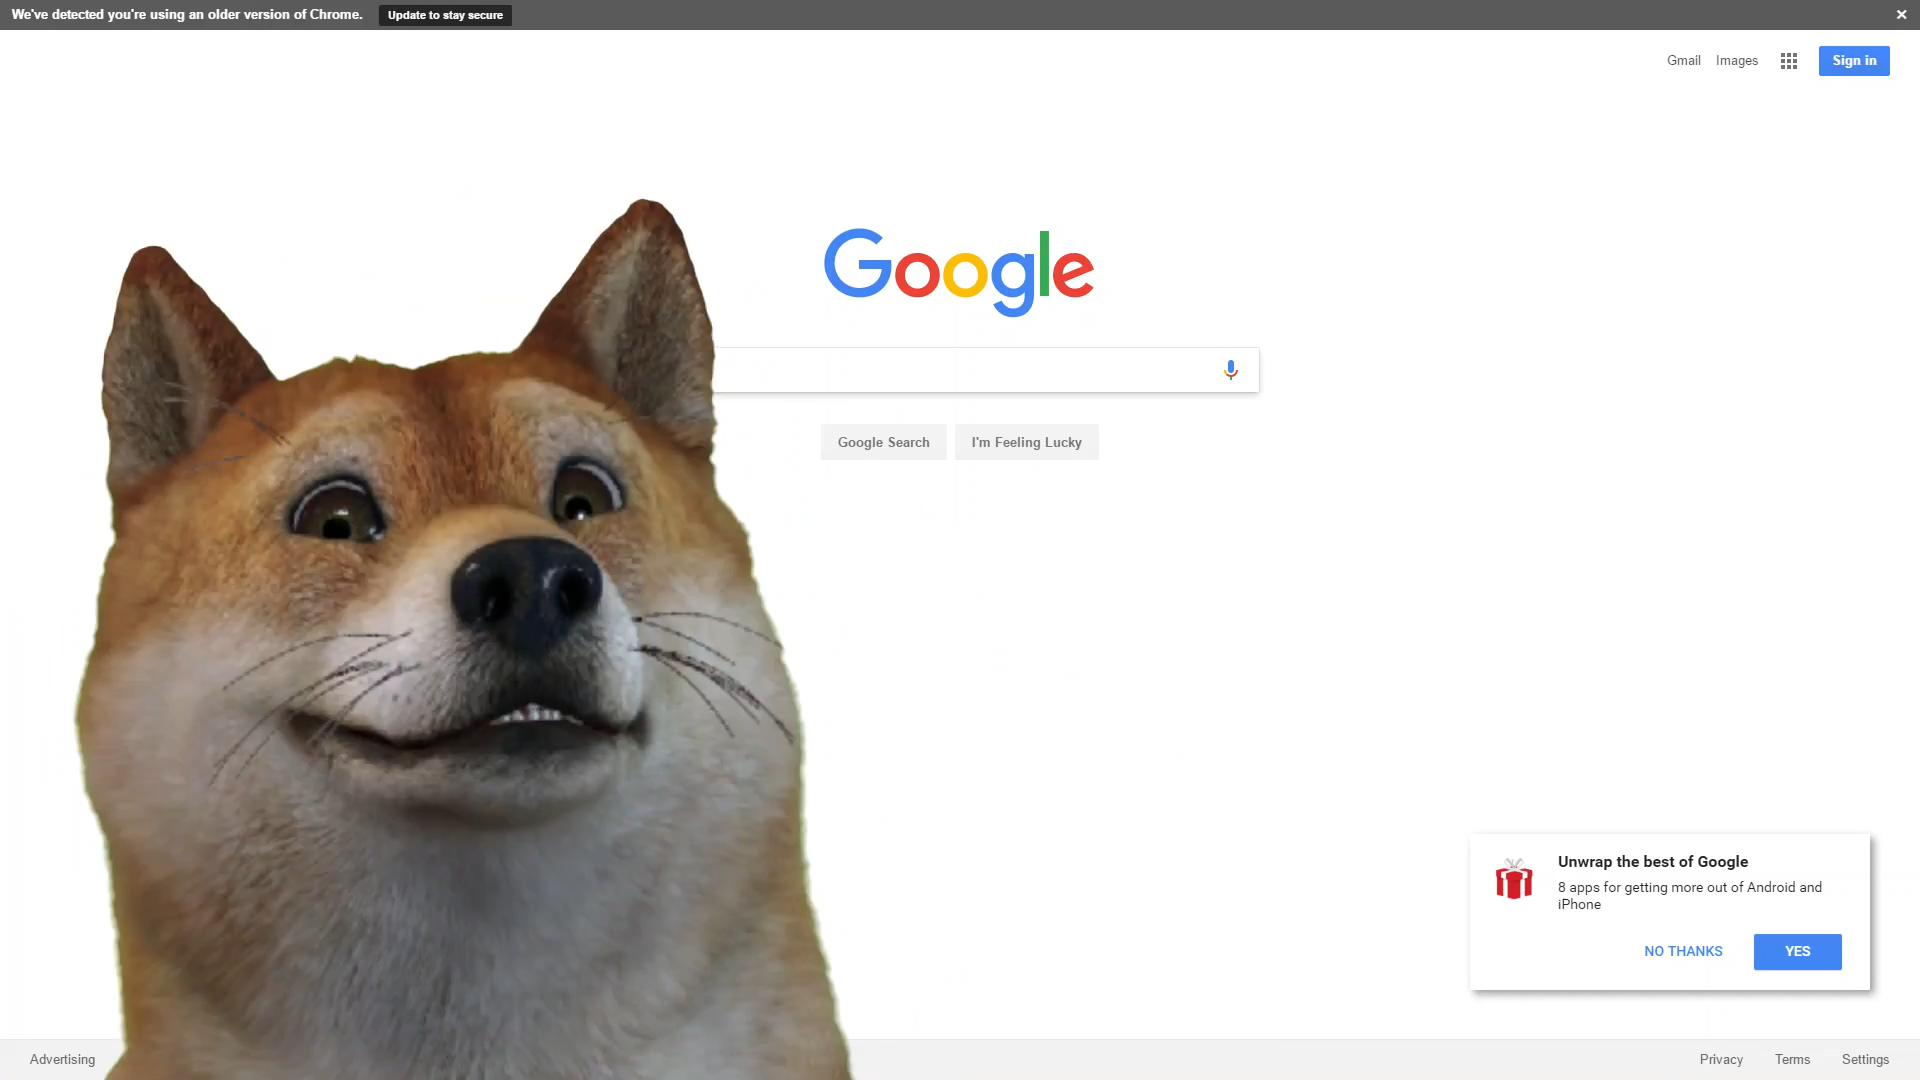 We've detected you're using an older version of Chrome. Update to stay secure ×
Gmail Images Sign in
Google
Google Search I'm Feeling Lucky
Unwrap the best of Google
8 apps for getting more out of Android and
iPhone
NO THANKS YES
Advertising Privacy Terms Settings